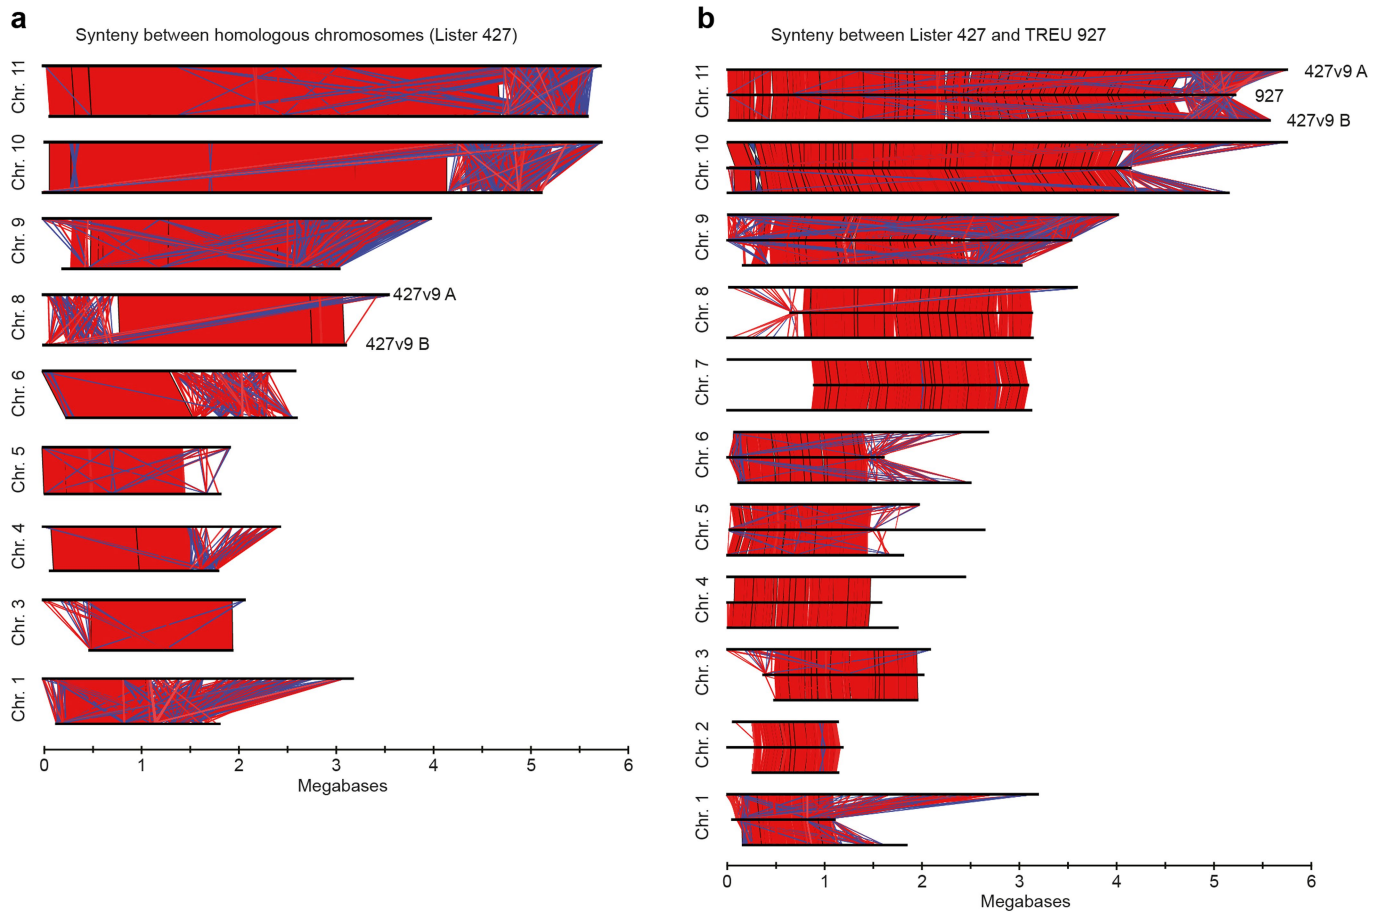 a
Synteny between homologous chromosomes (Lister 427)
Chr. 11
Chr. 10
Chr. 9
Chr. 8
427v9 A
427v9 B
Chr. 6
Chr. 5
Chr. 4
Chr. 3
Chr. 1
0 1 2 3 4 5 6
Megabases
b
Synteny between Lister 427 and TREU 927
Chr. 11
427v9 A
927
427v9 B
Chr. 10
Chr. 9
Chr. 8
Chr. 7
Chr. 6
Chr. 5
Chr. 4
Chr. 3
Chr. 2
Chr. 1
0 1 2 3 4 5 6
Megabases